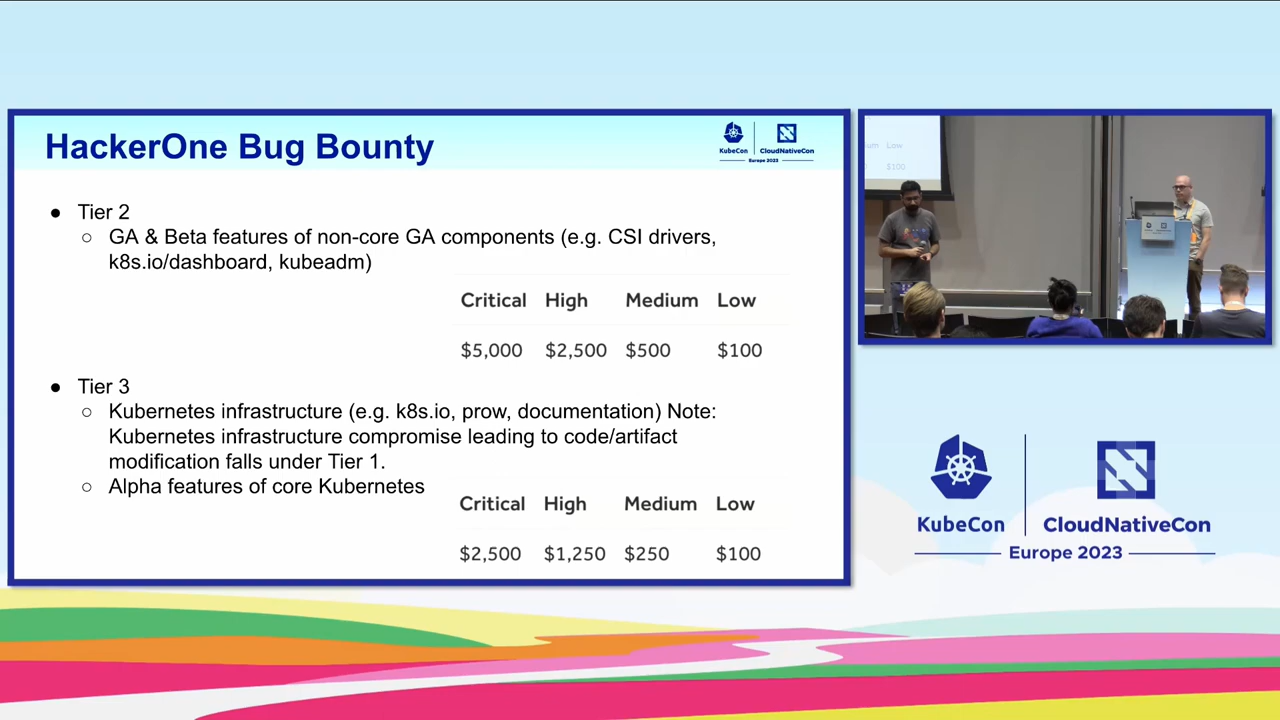 HackerOne Bug Bounty
KubeCon
CloudNativeCon
Europe 2023
● Tier 2
○ GA & Beta features of non-core GA components (e.g. CSI drivers,
k8s.io/dashboard, kubeadm)
Critical High Medium Low
$5,000 $2,500 $500 $100
● Tier 3
○ Kubernetes infrastructure (e.g. k8s.io, prow, documentation) Note:
Kubernetes infrastructure compromise leading to code/artifact
modification falls under Tier 1.
○ Alpha features of core Kubernetes
Critical High Medium Low
$2,500 $1,250 $250 $100
Low
$100
KubeCon
CloudNativeCon
Europe 2023